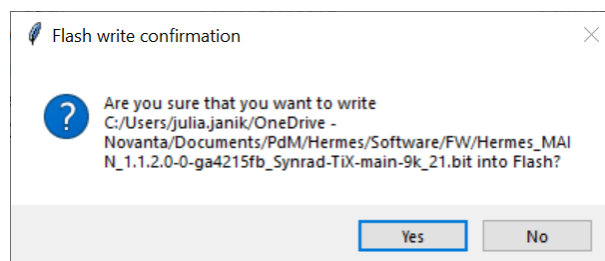 Flash write confirmation
Are you sure that you want to write
C:/Users/julia.janik/OneDrive -
Novanta/Documents/PdM/Hermes/Software/FW/Hermes_MAI
N_1.1.2.0-0-ga4215fb_Synrad-TiX-main-9k_21.bit into Flash?
Yes
No